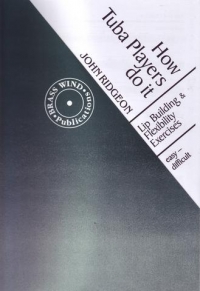 How
Tuba Players
do it
JOHN RIDGEON
Lip Building &
Flexibility
Exercises
easy –
difficult
BRASS WIND
Publications